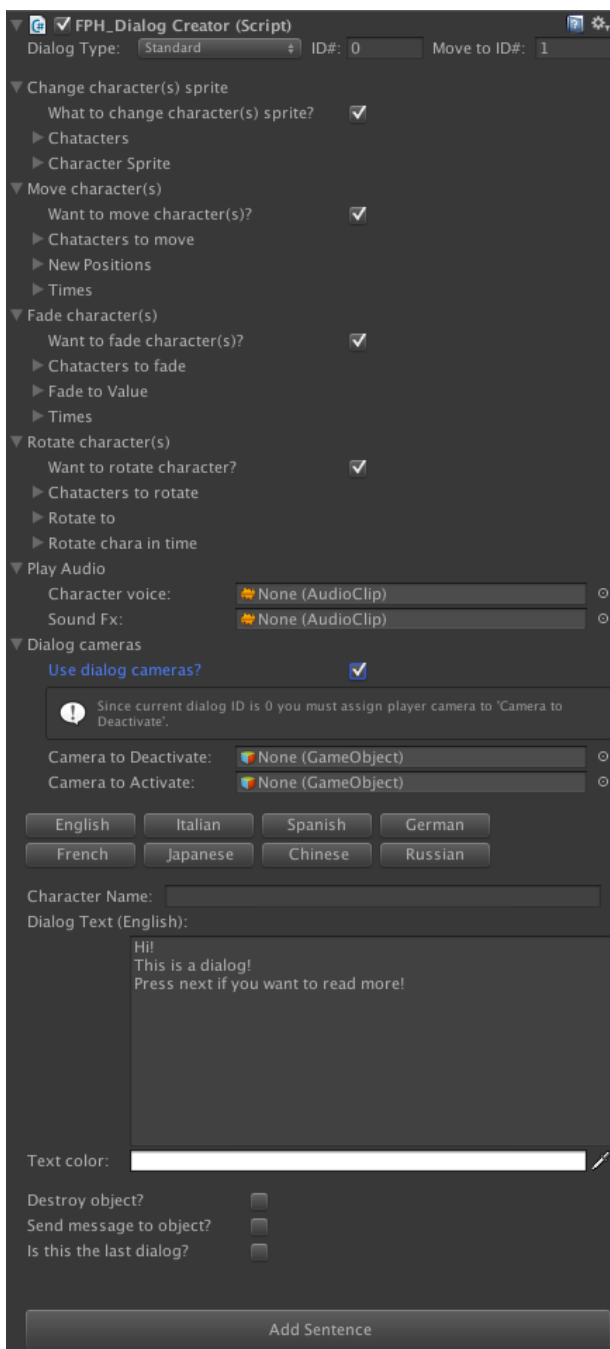 FPH_Dialog Creator (Script)
Dialog Type: Standard ID#: 0 Move to ID#: 1
Change character(s) sprite
What to change character(s) sprite?
Chatacters
Character Sprite
Move character(s)
Want to move character(s)?
Chatacters to move
New Positions
Times
Fade character(s)
Want to fade character(s)?
Chatacters to fade
Fade to Value
Times
Rotate character(s)
Want to rotate character?
Chatacters to rotate
Rotate to
Rotate chara in time
Play Audio
Character voice: None (AudioClip)
Sound Fx: None (AudioClip)
Dialog cameras
Use dialog cameras?
Since current dialog ID is 0 you must assign player camera to 'Camera to
Deactivate'.
Camera to Deactivate: None (GameObject)
Camera to Activate: None (GameObject)
English Italian Spanish German
French Japanese Chinese Russian
Character Name:
Dialog Text (English):
Hi!
This is a dialog!
Press next if you want to read more!
Text color:
Destroy object?
Send message to object?
Is this the last dialog?
Add Sentence